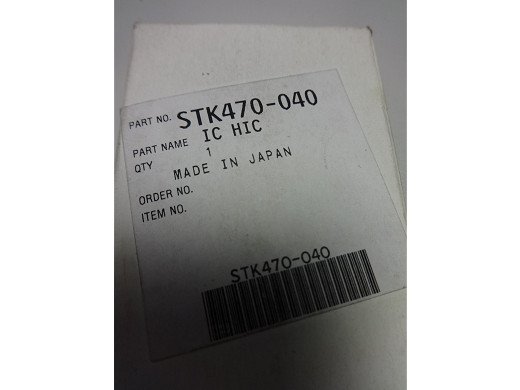 PART NO. STK470-040
PART NAME IC HIC
QTY 1
MADE IN JAPAN
ORDER NO.
ITEM NO.
STK470-040